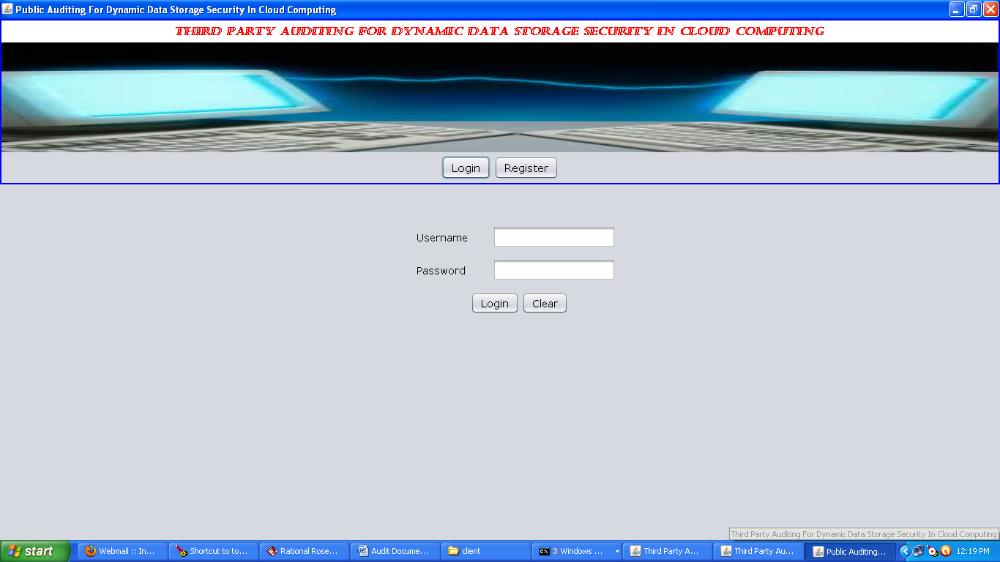 Public Auditing For Dynamic Data Storage Security In Cloud Computing
THIRD PARTY AUDITING FOR DYNAMIC DATA STORAGE SECURITY IN CLOUD COMPUTING
Login Register
Username
Password
Login Clear
Third Party Auditing For Dynamic Data Storage Security In Cloud Computing
start Webmail :: In... Shortcut to to... Rational Rose... Audit Docume... client 3 Windows ... Third Party A... Third Party Au... Public Auditing... 12:19 PM